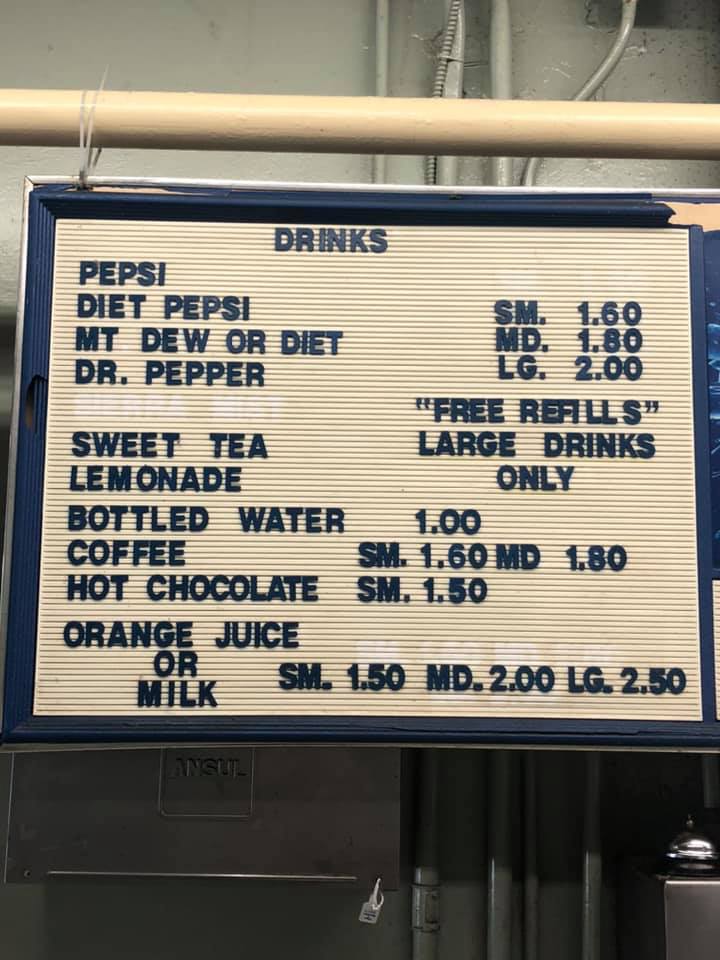 DRINKS
PEPSI
DIET PEPSI SM. 1.60
MT DEW OR DIET MD. 1.80
DR. PEPPER LG. 2.00
"FREE REFILLS"
SWEET TEA LARGE DRINKS
LEMONADE ONLY
BOTTLED WATER 1.00
COFFEE SM. 1.60 MD 1.80
HOT CHOCOLATE SM. 1.50
ORANGE JUICE
OR
MILK SM. 1.50 MD. 2.00 LG. 2.50
ANSUL